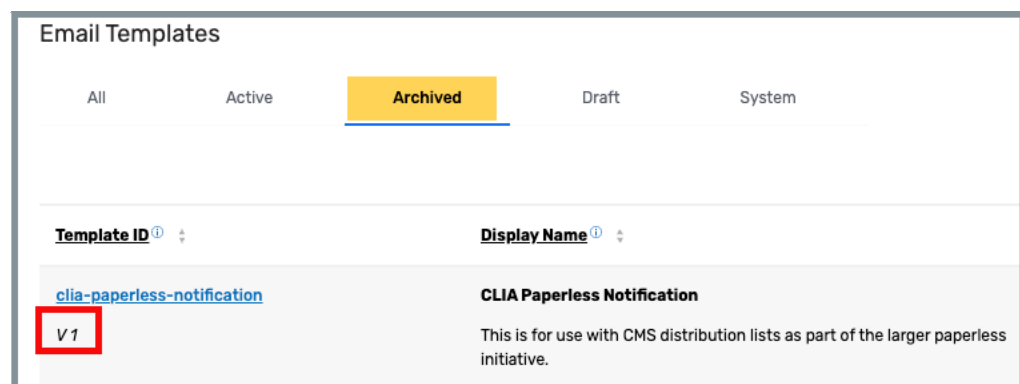 Email Templates
All Active Archived Draft System
Template ID Display Name
clia-paperless-notification CLIA Paperless Notification
V 1 This is for use with CMS distribution lists as part of the larger paperless
initiative.